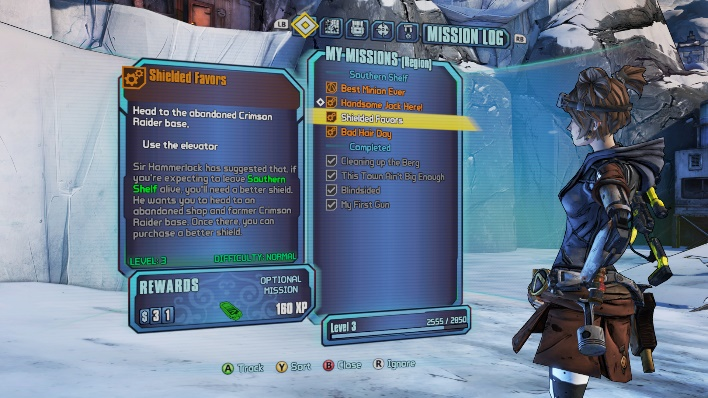 LB
MISSION LOG
RB
Shielded Favors
Head to the abandoned Crimson
Raider base.
Use the elevator
Sir Hammerlock has suggested that, if
you're expecting to leave Southern
Shelf alive, you'll need a better shield.
He wants you to head to an
abandoned shop and former Crimson
Raider base. Once there, you can
purchase a better shield.
LEVEL: 3
DIFFICULTY: NORMAL
REWARDS
OPTIONAL
MISSION
$31
160 XP
MY MISSIONS (Region)
Southern Shelf
Best Minion Ever
Handsome Jack Here!
Shielded Favors
Bad Hair Day
Completed
Cleaning up the Berg
This Town Ain't Big Enough
Blindsided
My First Gun
Level 3
2555 / 2850
A Track
Y Sort
B Close
R Ignore